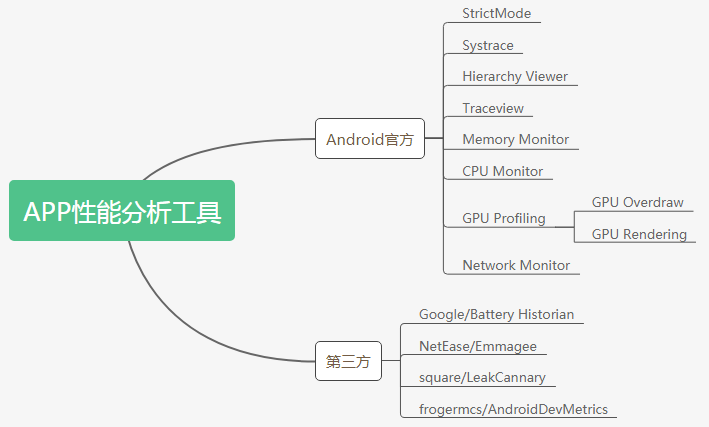 APP性能分析工具
Android官方
StrictMode
Systrace
Hierarchy Viewer
Traceview
Memory Monitor
CPU Monitor
GPU Profiling
GPU Overdraw
GPU Rendering
Network Monitor
第三方
Google/Battery Historian
NetEase/Emmagee
square/LeakCannary
frogermcs/AndroidDevMetrics